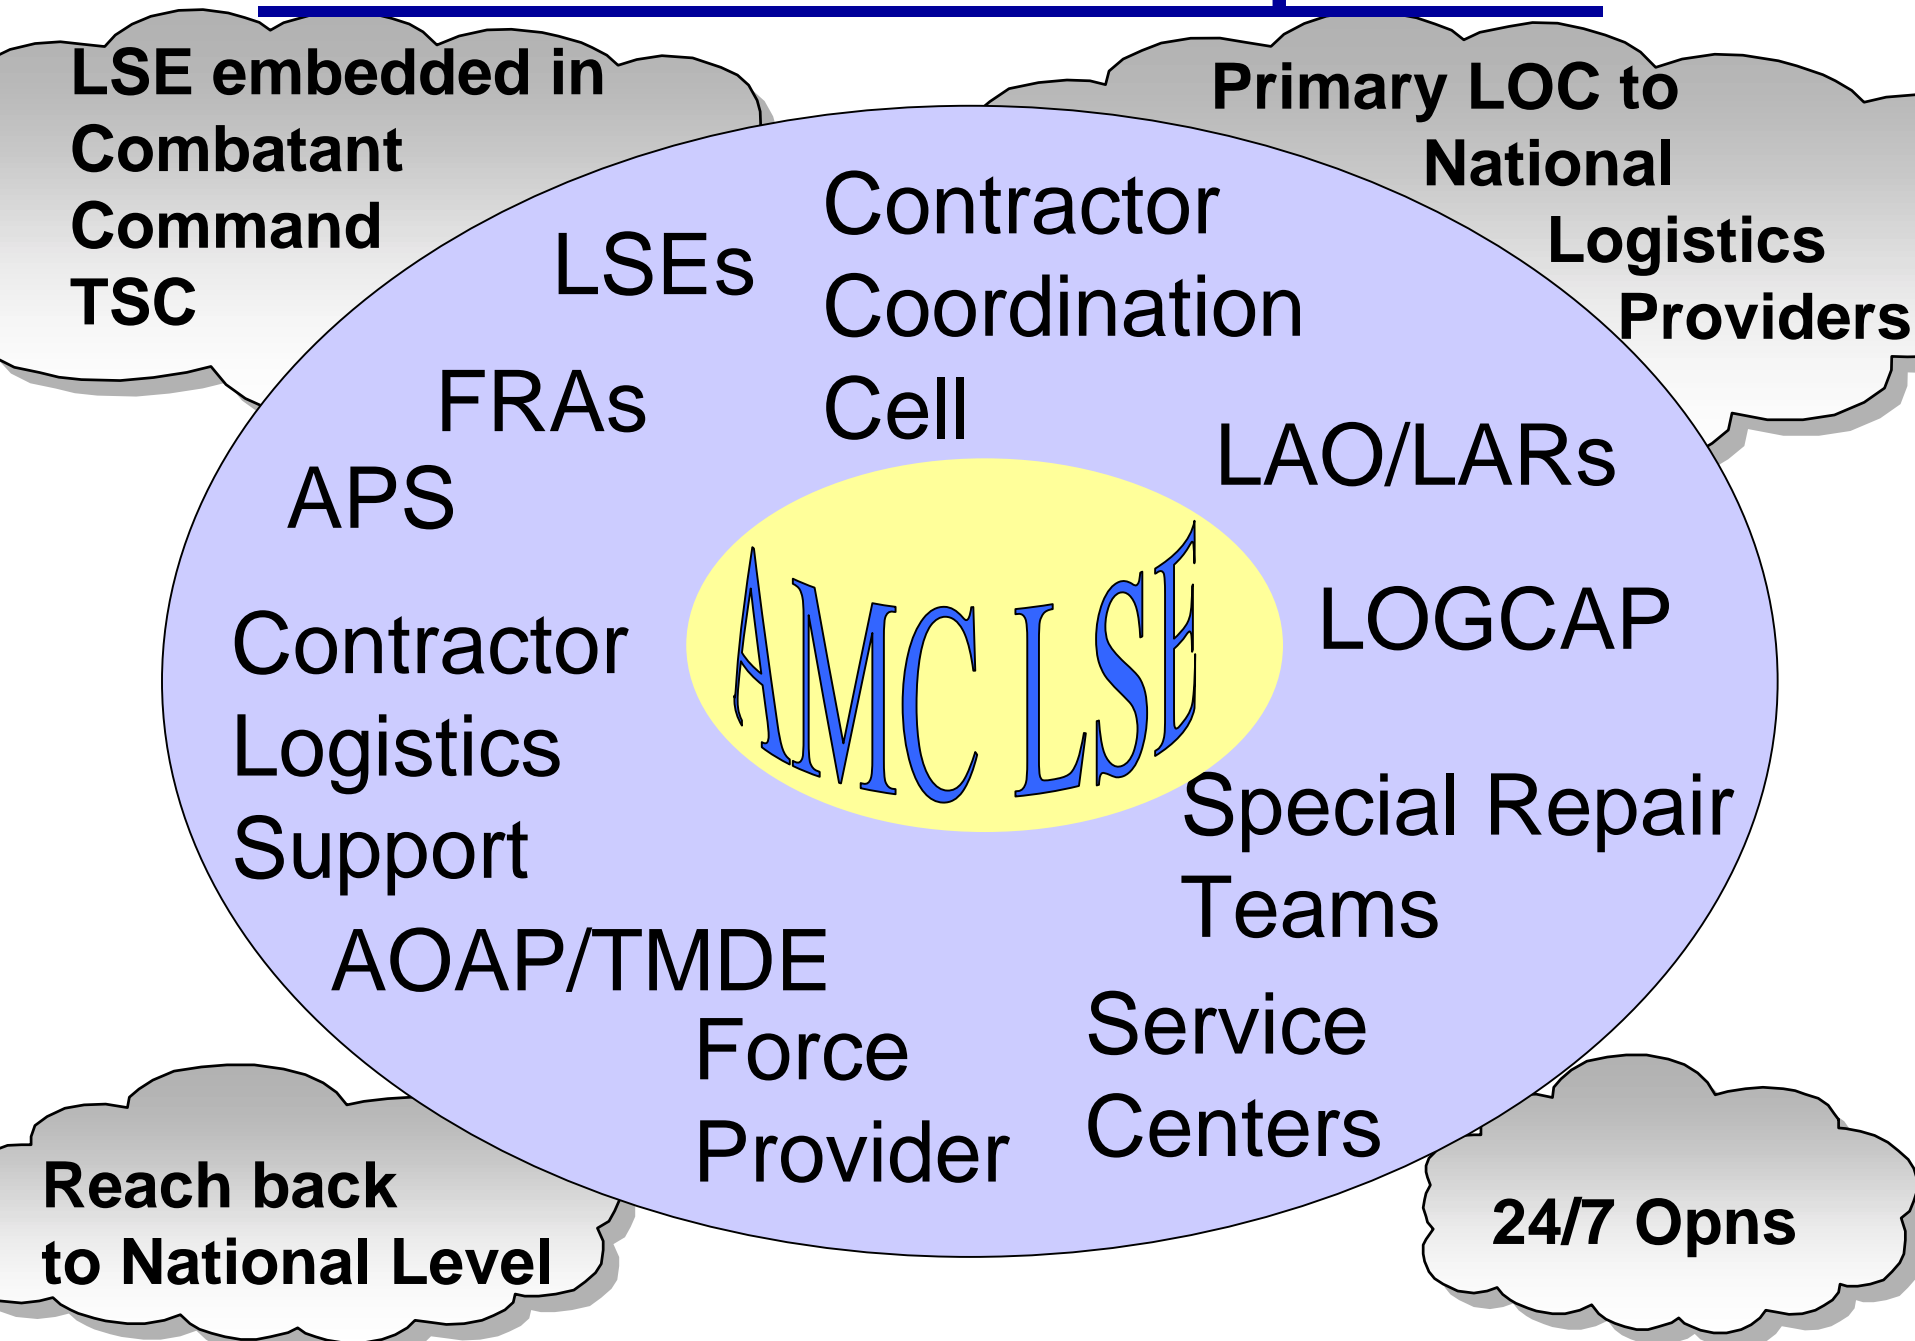 LSE embedded in
Combatant
Command
TSC
Primary LOC to
National
Logistics
Providers
LSEs
Contractor
Coordination
Cell
FRAs
APS
LAO/LARs
AMC LSE
LOGCAP
Contractor
Logistics
Support
Special Repair
Teams
AOAP/TMDE
Force
Provider
Service
Centers
Reach back
to National Level
24/7 Opns